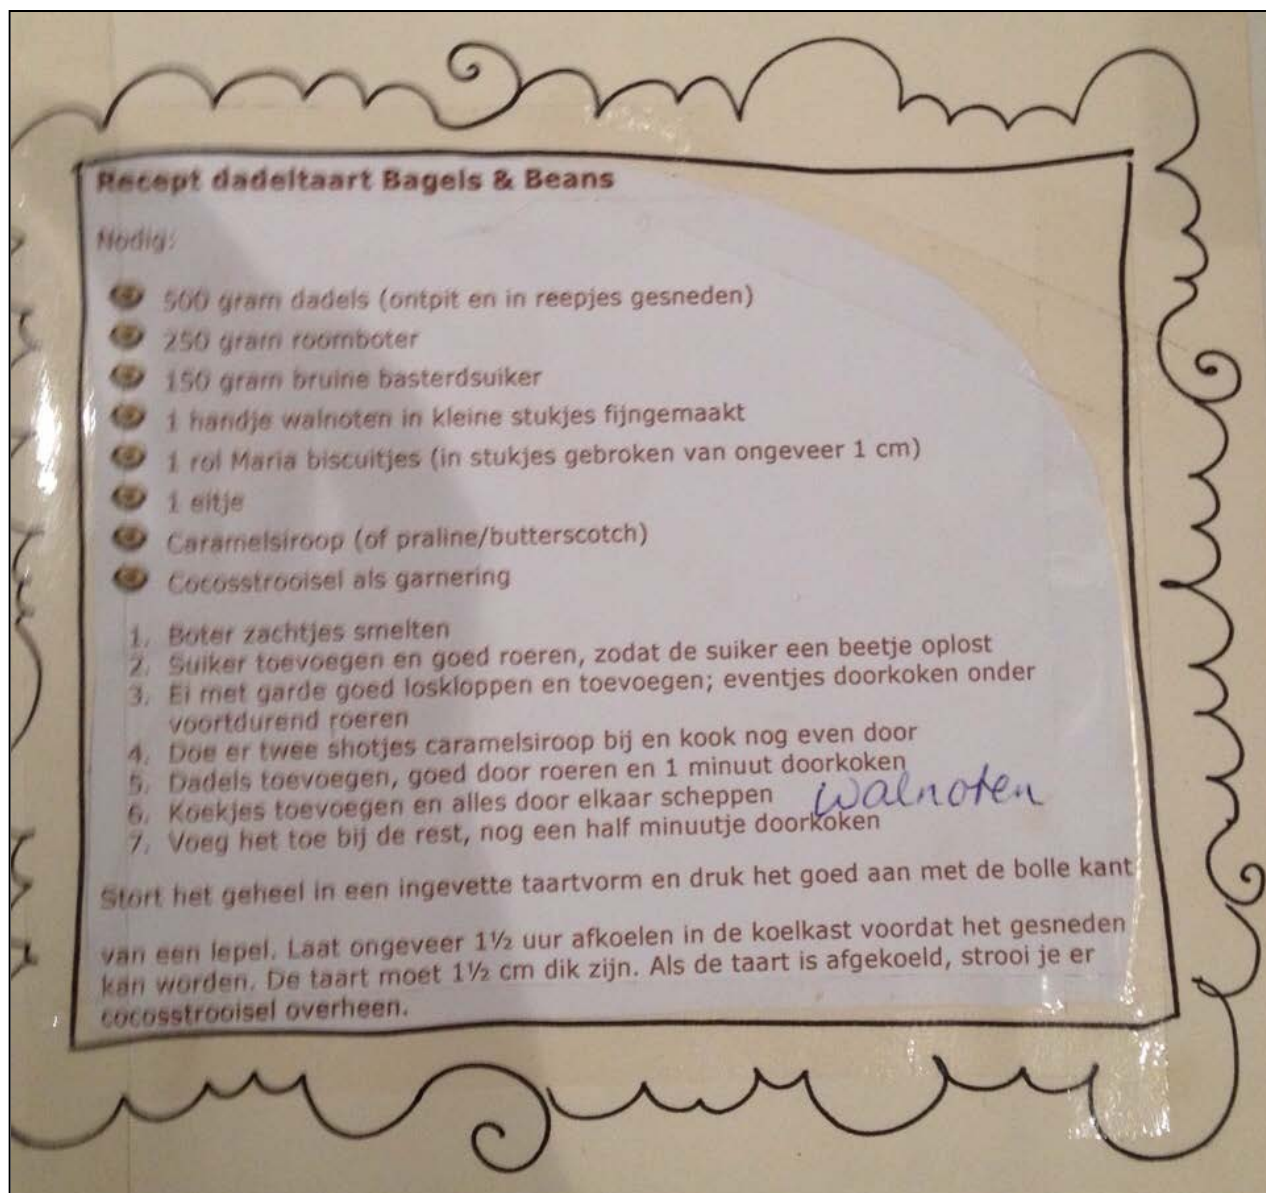 Recept dadeltaart Bagels & Beans
Nodig:
500 gram dadels (ontpit en in reepjes gesneden)
250 gram roomboter
150 gram bruine basterdsuiker
1 handje walnoten in kleine stukjes fijngemaakt
1 rol Maria biscuitjes (in stukjes gebroken van ongeveer 1 cm)
1 eitje
Caramelsiroop (of praline/butterscotch)
Cocosstrooisel als garnering
1. Boter zachtjes smelten
2. Suiker toevoegen en goed roeren, zodat de suiker een beetje oplost
3. Ei met garde goed loskloppen en toevoegen; eventjes doorkoken onder
voortdurend roeren
4. Doe er twee shotjes caramelsiroop bij en kook nog even door
5. Dadels toevoegen, goed door roeren en 1 minuut doorkoken
6. Koekjes toevoegen en alles door elkaar scheppen walnoten
7. Voeg het toe bij de rest, nog een half minuutje doorkoken
Stort het geheel in een ingevette taartvorm en druk het goed aan met de bolle kant
van een lepel. Laat ongeveer 1½ uur afkoelen in de koelkast voordat het gesneden
kan worden. De taart moet 1½ cm dik zijn. Als de taart is afgekoeld, strooi je er
cocosstrooisel overheen.